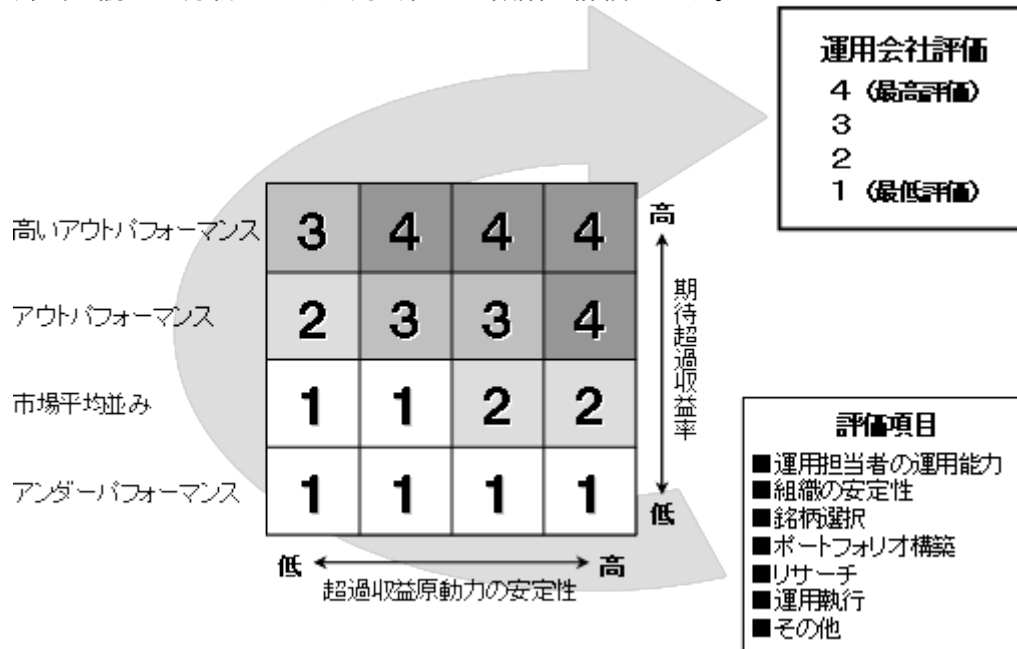 運用会社評価
4 (最高評価)
3
2
1 (最低評価)
高いアウトパフォーマンス 3 4 4 4
アウトパフォーマンス 2 3 3 4
市場平均並み 1 1 2 2
アンダーパフォーマンス 1 1 1 1
高
期待超過収益率
低
低 高
超過収益原動力の安定性
評価項目
■運用担当者の運用能力
■組織の安定性
■銘柄選択
■ポートフォリオ構築
■リサーチ
■運用執行
■その他